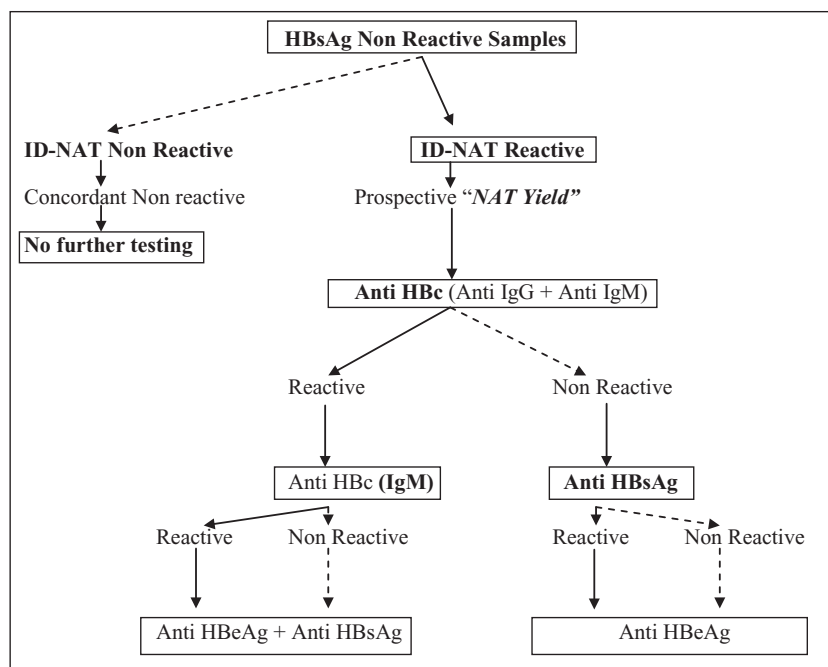 HBsAg Non Reactive Samples
ID-NAT Non Reactive
ID-NAT Reactive
Concordant Non reactive
Prospective “NAT Yield”
No further testing
Anti HBc (Anti IgG + Anti IgM)
Reactive
Non Reactive
Anti HBc (IgM)
Anti HBsAg
Reactive
Non Reactive
Reactive
Non Reactive
Anti HBeAg + Anti HBsAg
Anti HBeAg